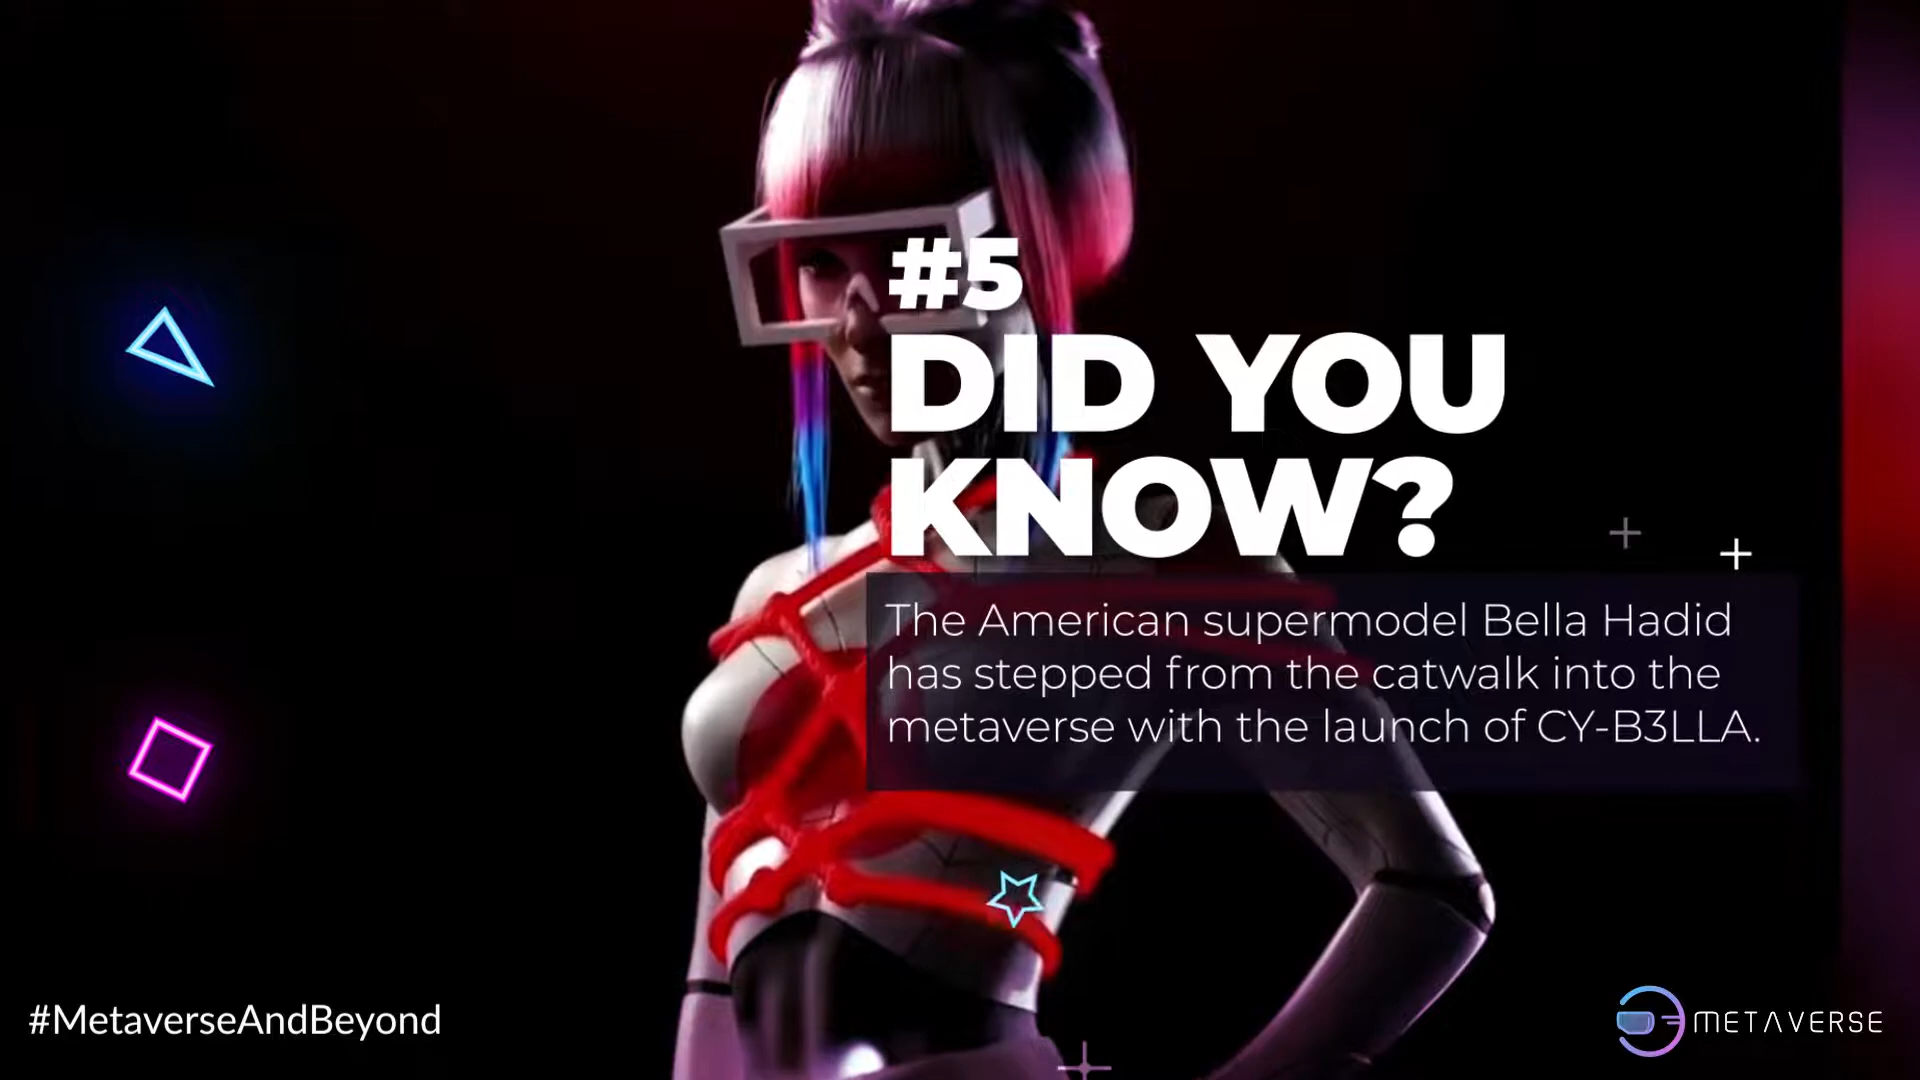 #5
DID YOU
KNOW?
The American supermodel Bella Hadid
has stepped from the catwalk into the
metaverse with the launch of CY-B3LLA.
#MetaverseAndBeyond
METAVERSE